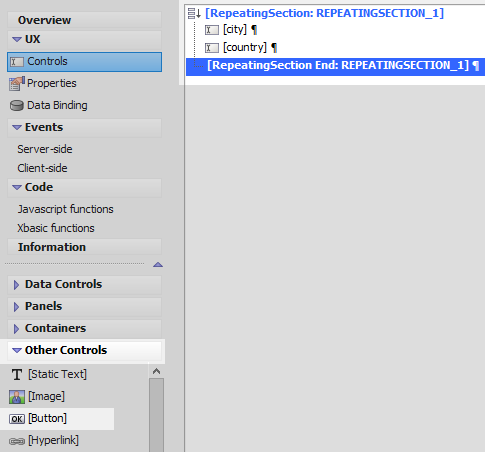 Overview
UX
Controls
Properties
Data Binding
Events
Server-side
Client-side
Code
Javascript functions
Xbasic functions
Information
Data Controls
Panels
Containers
Other Controls
T [Static Text]
[Image]
OK [Button]
[Hyperlink]
[RepeatingSection: REPEATINGSECTION_1]
[city] ¶
[country] ¶
[RepeatingSection End: REPEATINGSECTION_1] ¶